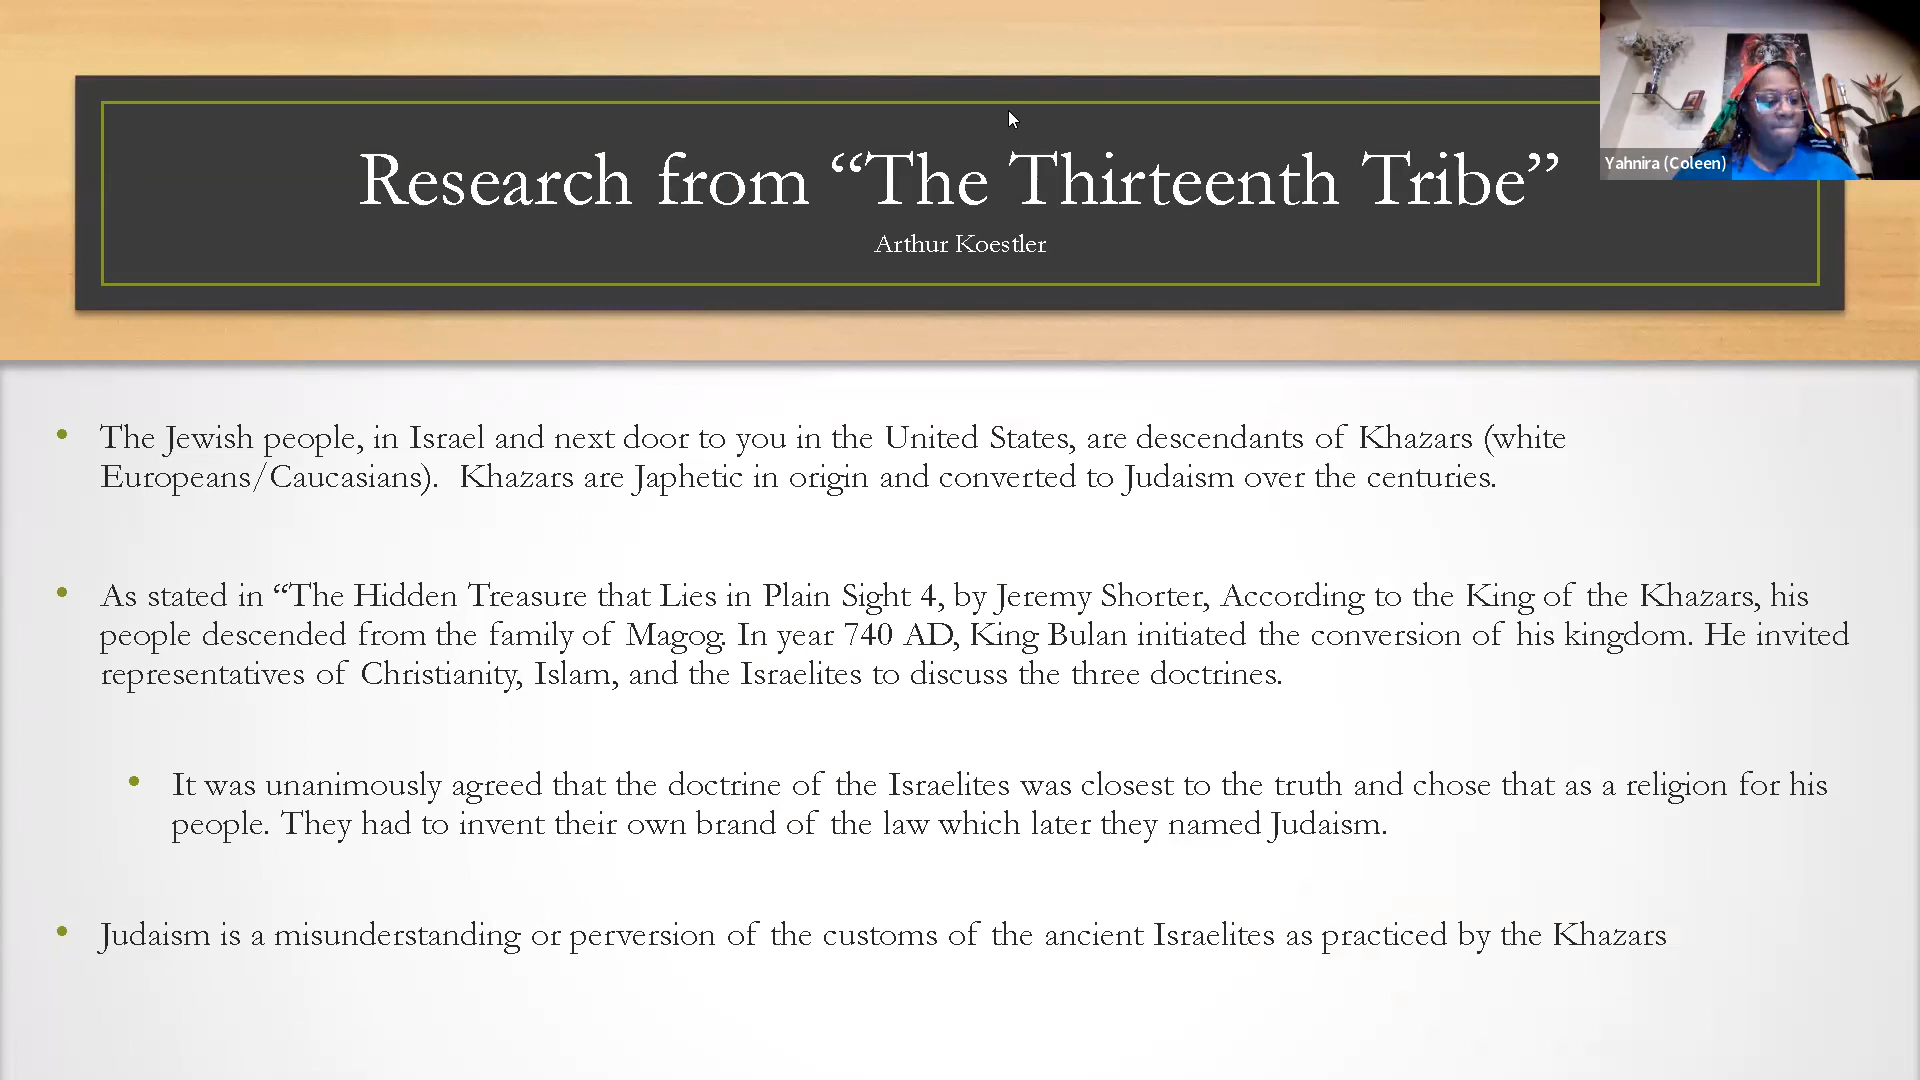 Research from “The Thirteenth Tribe”
Arthur Koestler
Yahnira (Coleen)
• The Jewish people, in Israel and next door to you in the United States, are descendants of Khazars (white
Europeans/Caucasians).  Khazars are Japhetic in origin and converted to Judaism over the centuries.
• As stated in “The Hidden Treasure that Lies in Plain Sight 4, by Jeremy Shorter, According to the King of the Khazars, his
people descended from the family of Magog. In year 740 AD, King Bulan initiated the conversion of his kingdom. He invited
representatives of Christianity, Islam, and the Israelites to discuss the three doctrines.
• It was unanimously agreed that the doctrine of the Israelites was closest to the truth and chose that as a religion for his
people. They had to invent their own brand of the law which later they named Judaism.
• Judaism is a misunderstanding or perversion of the customs of the ancient Israelites as practiced by the Khazars